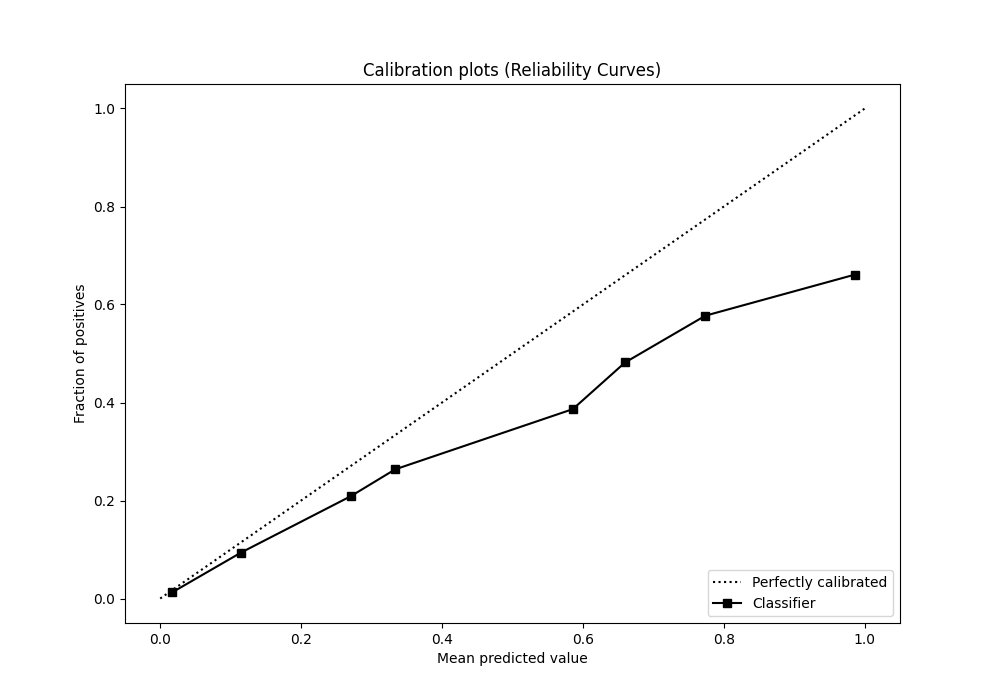 Calibration plots (Reliability Curves)
1.0
0.8
0.6
0.4
0.2
0.0
Fraction of positives
Perfectly calibrated
Classifier
0.0 0.2 0.4 0.6 0.8 1.0
Mean predicted value